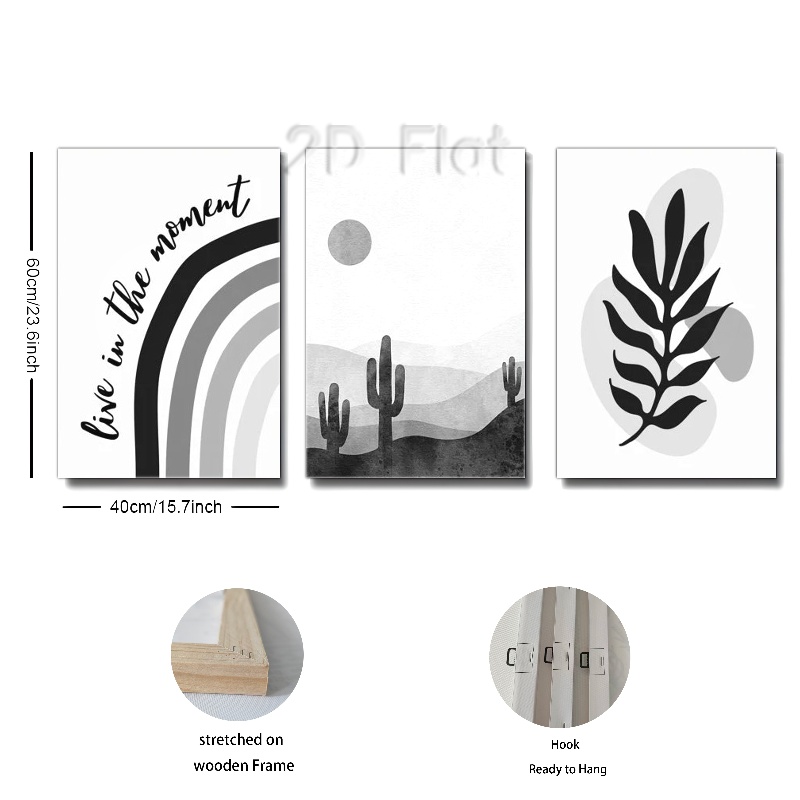 2D Flat
live in the moment
60cm/23.6inch
40cm/15.7inch
stretched on
wooden Frame
Hook
Ready to Hang